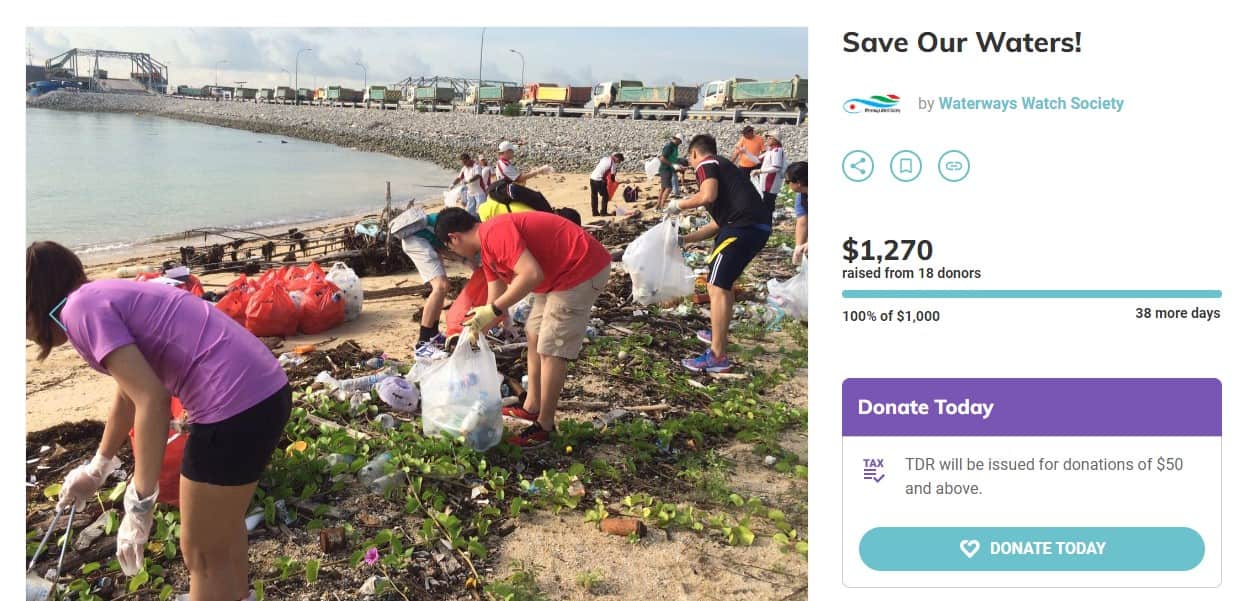 Save Our Waters!
by Waterways Watch Society
$1,270
raised from 18 donors
100% of $1,000
38 more days
Donate Today
TAX
TDR will be issued for donations of $50
and above.
DONATE TODAY